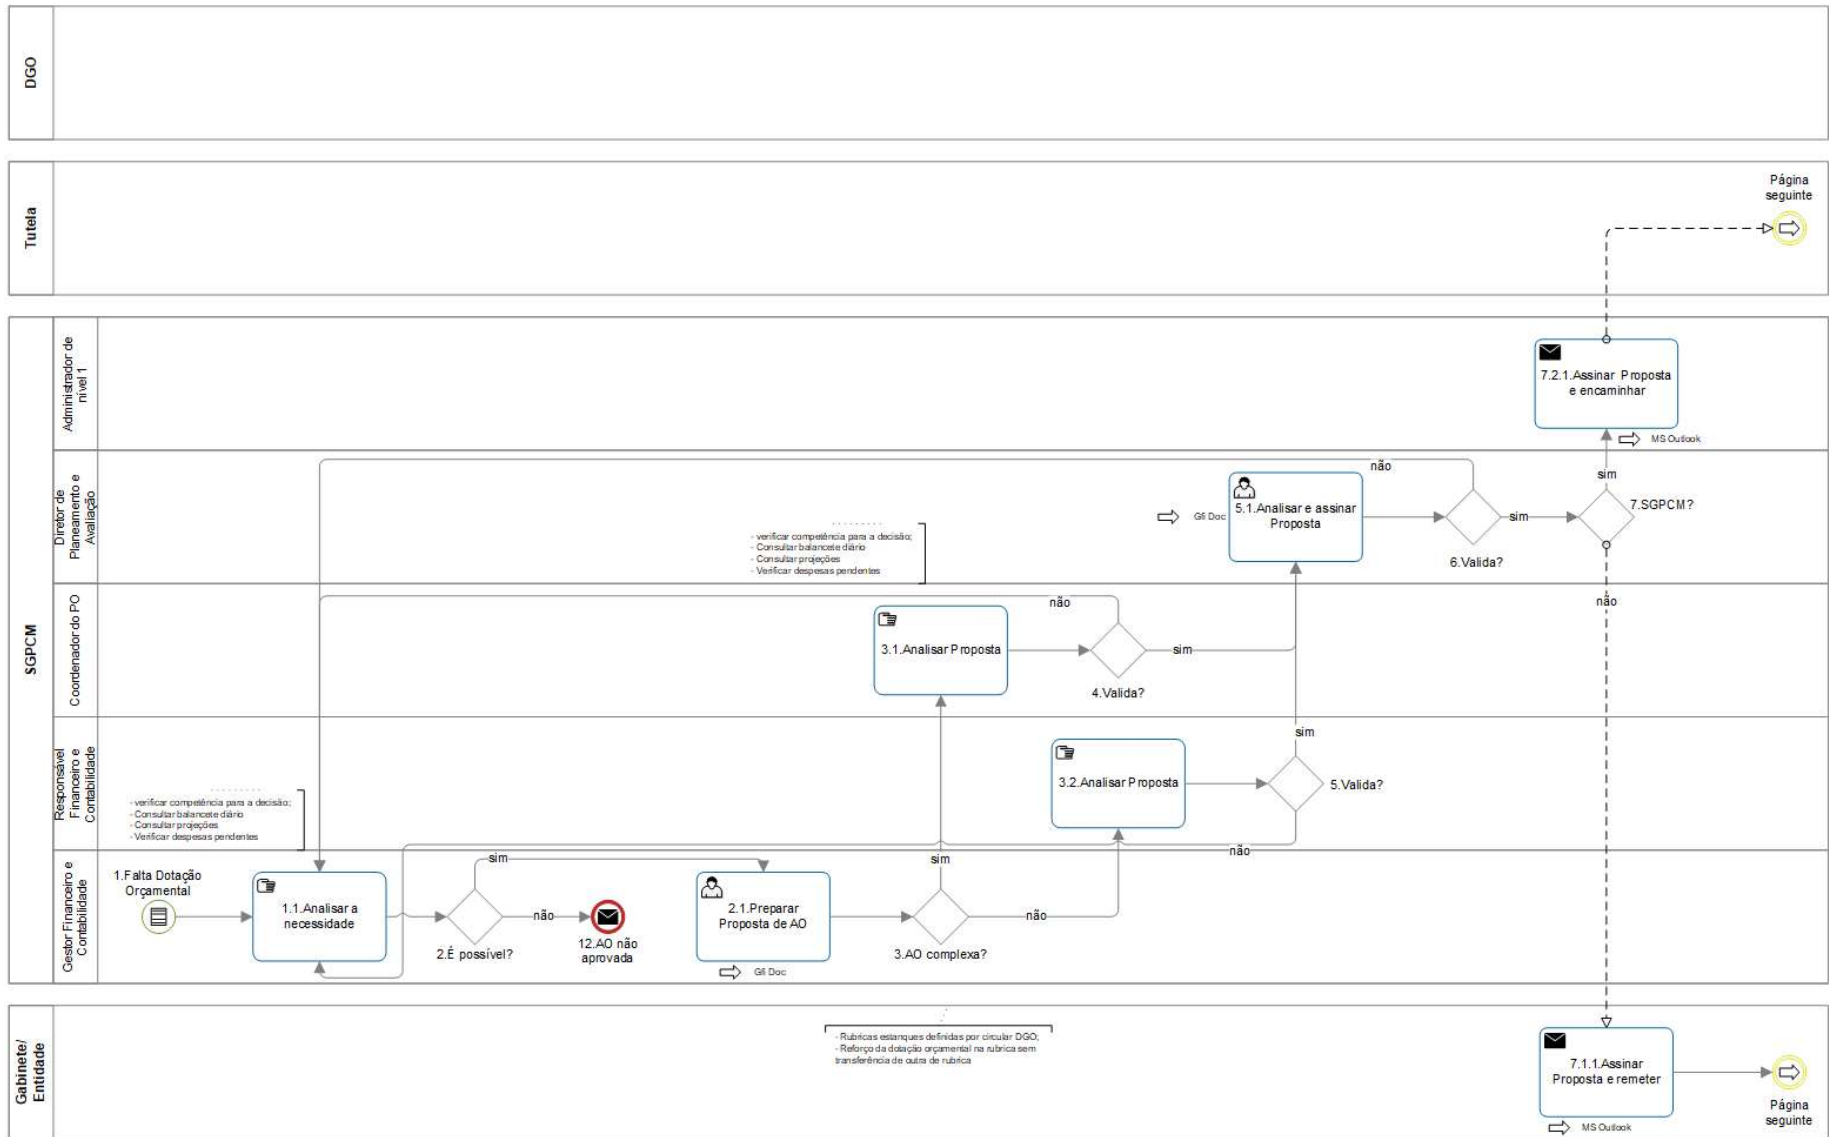 DGO
Tutela
Página
seguinte
SGPCM
Administrador de
nível 1
7.2.1.Assinar Proposta
e encaminhar
MS Outlook
Diretor de
Planeamento e
Avaliação
não
sim
Gfi Doc
5.1.Analisar e assinar
Proposta
sim
7.SGPCM?
6.Valida?
- verificar competência para a decisão;
- Consultar balancete diário
- Consultar projeções
- Verificar despesas pendentes
Coordenador do PO
não
não
3.1.Analisar Proposta
sim
4.Valida?
Responsável
Financeiro e
Contabilidade
sim
3.2.Analisar Proposta
5.Valida?
- verificar competência para a decisão;
- Consultar balancete diário
- Consultar projeções
- Verificar despesas pendentes
não
Gestor Financeiro e
Contabilidade
sim
sim
1.Falta Dotação
Orçamental
1.1.Analisar a
necessidade
não
2.1.Preparar
Proposta de AO
não
2.É possível?
12.AO não
aprovada
3.AO complexa?
Gfi Doc
Gabinete/
Entidade
- Rubricas estanques definidas por circular DGO;
- Reforço da dotação orçamental na rubrica sem
transferência de outra de rubrica
7.1.1.Assinar
Proposta e remeter
Página
seguinte
MS Outlook